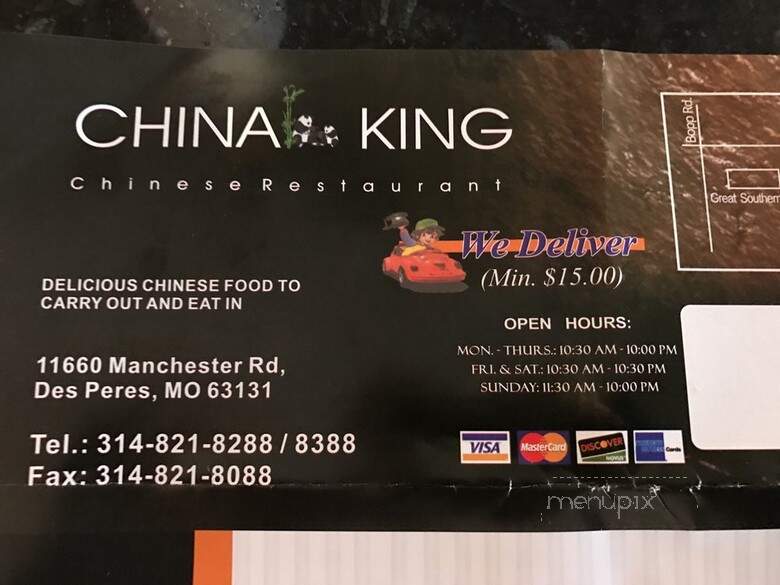 CHINA KING
Chinese Restaurant
We Deliver
(Min. $15.00)
DELICIOUS CHINESE FOOD TO
CARRY OUT AND EAT IN
OPEN HOURS:
MON. - THURS.: 10:30 AM - 10:00 PM
FRI. & SAT.: 10:30 AM - 10:30 PM
SUNDAY: 11:30 AM - 10:00 PM
11660 Manchester Rd,
Des Peres, MO 63131
Tel.: 314-821-8288 / 8388
Fax: 314-821-8088
VISA
MasterCard
DISCOVER
NOVUS
Cards
Bopp Rd.
Great Southern
menupix